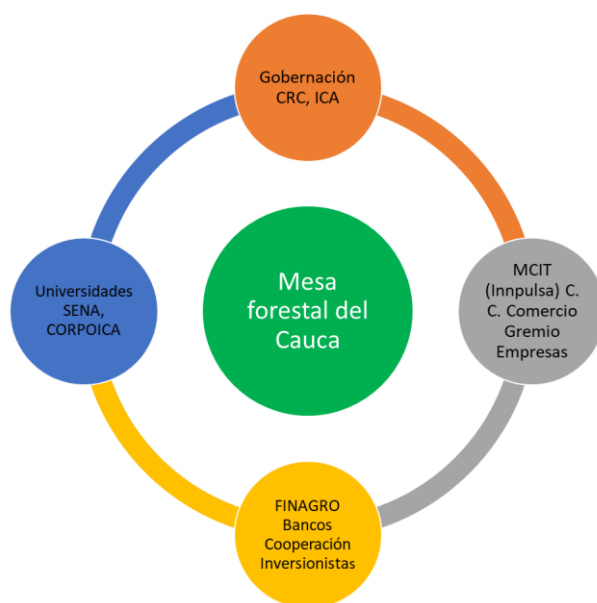 Gobernación
CRC, ICA
Universidades
SENA,
CORPOICA
Mesa
forestal del
Cauca
MCIT
(Innpulsa) C.
C. Comercio
Gremio
Empresas
FINAGRO
Bancos
Cooperación
Inversionistas